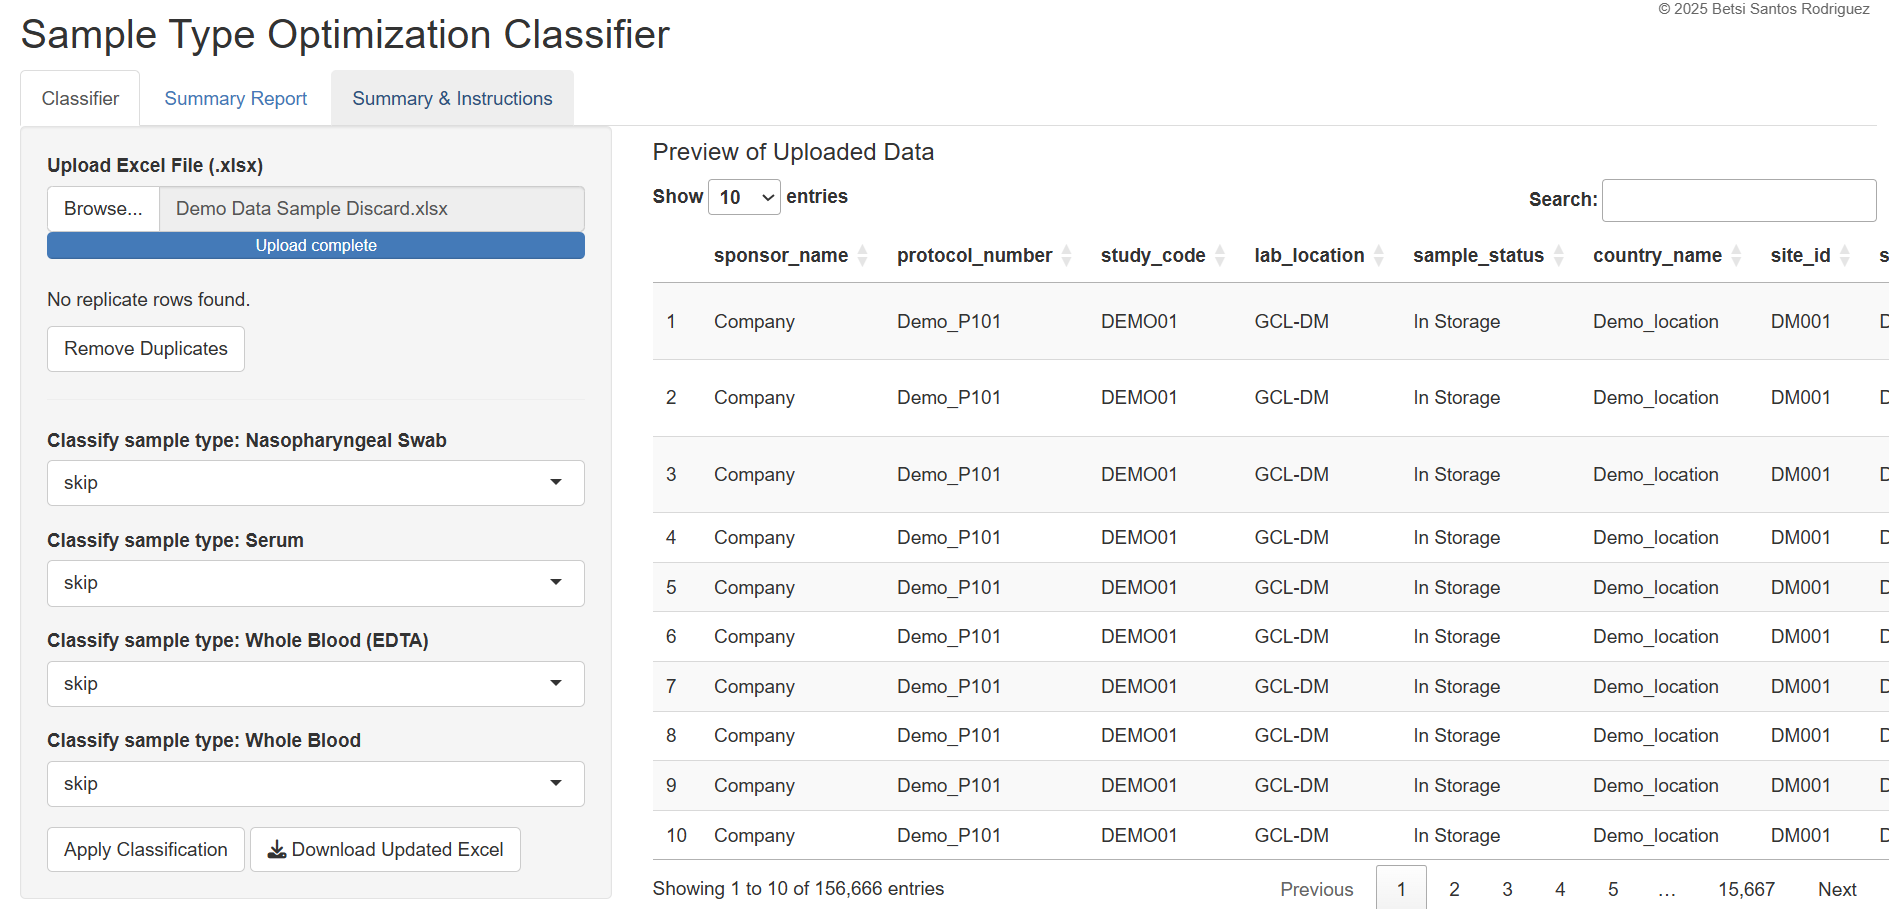 © 2025 Betsi Santos Rodriguez
Sample Type Optimization Classifier
Classifier Summary Report Summary & Instructions
Upload Excel File (.xlsx)
Browse... Demo Data Sample Discard.xlsx
Upload complete
No replicate rows found.
Remove Duplicates
Classify sample type: Nasopharyngeal Swab
skip
Classify sample type: Serum
skip
Classify sample type: Whole Blood (EDTA)
skip
Classify sample type: Whole Blood
skip
Apply Classification Download Updated Excel
Preview of Uploaded Data
Show 10 entries Search:
sponsor_name protocol_number study_code lab_location sample_status country_name site_id s
1 Company Demo_P101 DEMO01 GCL-DM In Storage Demo_location DM001 D
2 Company Demo_P101 DEMO01 GCL-DM In Storage Demo_location DM001 D
3 Company Demo_P101 DEMO01 GCL-DM In Storage Demo_location DM001 D
4 Company Demo_P101 DEMO01 GCL-DM In Storage Demo_location DM001 D
5 Company Demo_P101 DEMO01 GCL-DM In Storage Demo_location DM001 D
6 Company Demo_P101 DEMO01 GCL-DM In Storage Demo_location DM001 D
7 Company Demo_P101 DEMO01 GCL-DM In Storage Demo_location DM001 D
8 Company Demo_P101 DEMO01 GCL-DM In Storage Demo_location DM001 D
9 Company Demo_P101 DEMO01 GCL-DM In Storage Demo_location DM001 D
10 Company Demo_P101 DEMO01 GCL-DM In Storage Demo_location DM001 D
Showing 1 to 10 of 156,666 entries Previous 1 2 3 4 5 … 15,667 Next